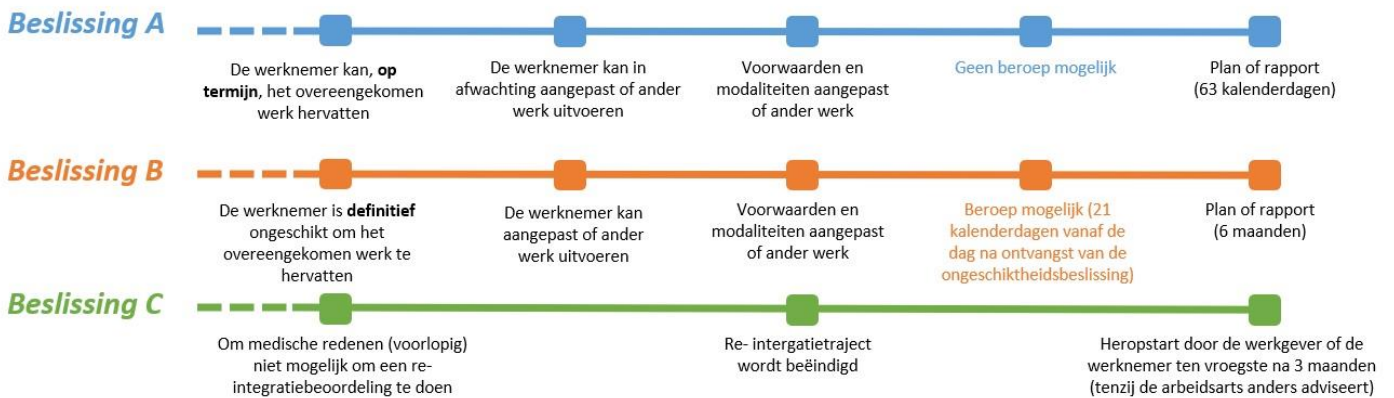 Beslissing A
De werknemer kan, op
termijn, het overeengekomen
werk hervatten
De werknemer kan in
afwachting aangepast of ander
werk uitvoeren
Voorwaarden en
modaliteiten aangepast
of ander werk
Geen beroep mogelijk
Plan of rapport
(63 kalenderdagen)
Beslissing B
De werknemer is definitief
ongeschikt om het
overeengekomen werk te
hervatten
De werknemer kan
aangepast of ander
werk uitvoeren
Voorwaarden en
modaliteiten aangepast
of ander werk
Beroep mogelijk (21
kalenderdagen vanaf de
dag na ontvangst van de
ongeschiktheidsbeslissing)
Plan of rapport
(6 maanden)
Beslissing C
Om medische redenen (voorlopig)
niet mogelijk om een re-
integratiebeoordeling te doen
Re- intergatietraject
wordt beëindigd
Heropstart door de werkgever of de
werknemer ten vroegste na 3 maanden
(tenzij de arbeidsarts anders adviseert)